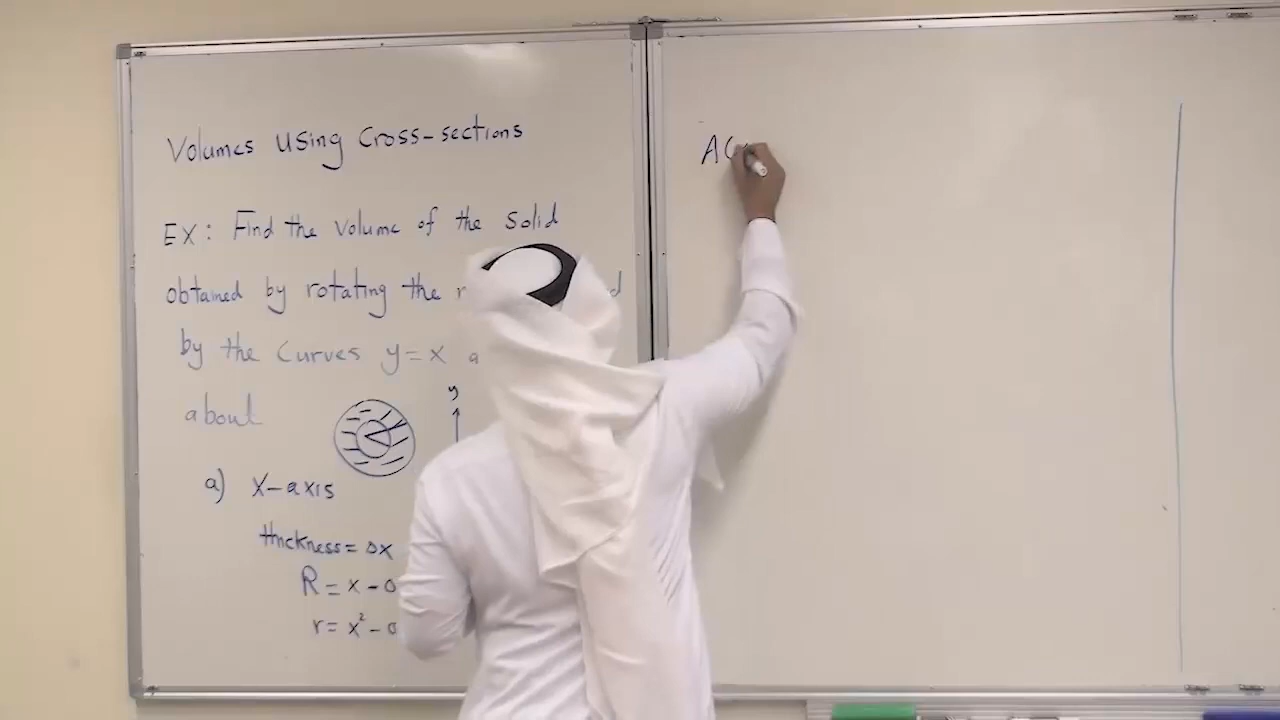 Volumes Using Cross-sections
EX: Find the volume of the solid
obtained by rotating the
by the curves y=x
about
y
a) x-axis
thickness = Δx
R = x - 0
r = x² - 0
A(x